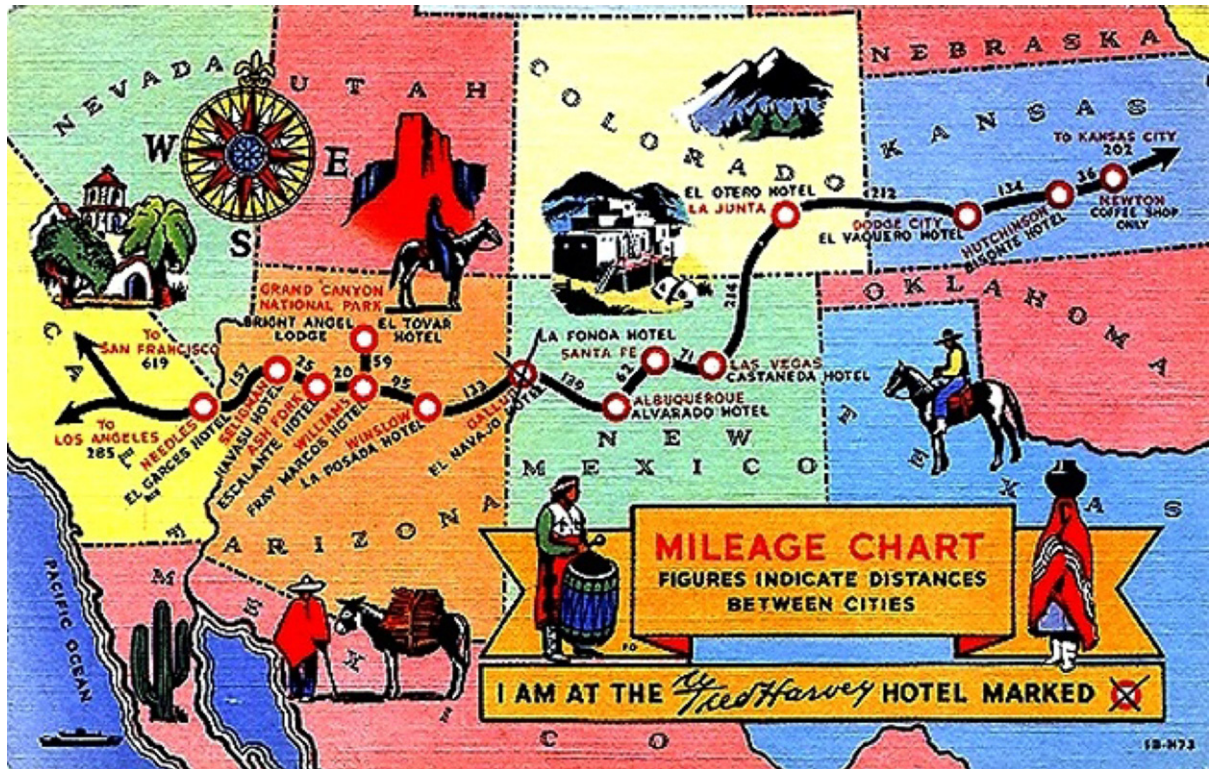 NEVADA
UTAH
COLORADO
NEBRASKA
KANSAS
TO KANSAS CITY
202
W
E
S
EL OTERO HOTEL
LA JUNTA
212
134
36
DODGE CITY
EL VAQUERO HOTEL
HUTCHINSON
BISONTE HOTEL
NEWTON
COFFEE SHOP
ONLY
OKLAHOMA
GRAND CANYON
NATIONAL PARK
BRIGHT ANGEL
LODGE
EL TOVAR
HOTEL
59
LA FONDA HOTEL
SANTA FE
62
71
LAS VEGAS
CASTANEDA HOTEL
ALBUQUERQUE
ALVARADO HOTEL
139
GALLUP
EL NAVAJO HOTEL
95
WINSLOW
LA POSADA HOTEL
20
WILLIAMS
FRAY MARCOS HOTEL
ASH FORK
ESCALANTE HOTEL
SELIGMAN
HAVASU HOTEL
NEEDLES
EL GARCES HOTEL
CA
TO
SAN FRANCISCO
619
TO
LOS ANGELES
285
ARIZONA
NEW
MEXICO
TEXAS
PACIFIC OCEAN
MEXICO
MILEAGE CHART
FIGURES INDICATE DISTANCES
BETWEEN CITIES
I AM AT THE Fred Harvey HOTEL MARKED